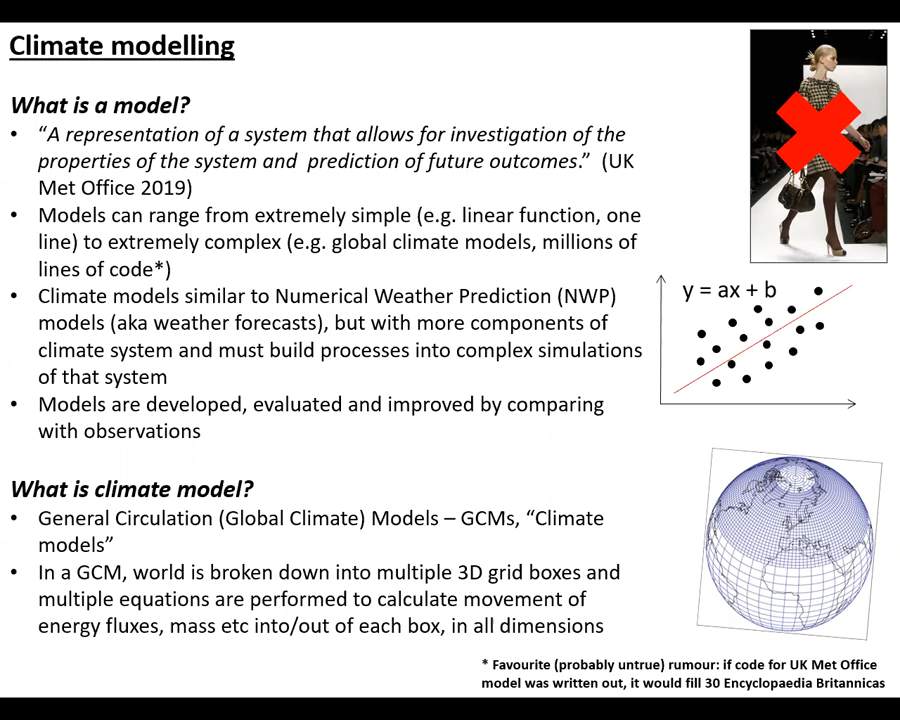 Climate modelling
What is a model?
• “A representation of a system that allows for investigation of the
properties of the system and  prediction of future outcomes.”  (UK
Met Office 2019)
• Models can range from extremely simple (e.g. linear function, one
line) to extremely complex (e.g. global climate models, millions of
lines of code*)
• Climate models similar to Numerical Weather Prediction (NWP)
models (aka weather forecasts), but with more components of
climate system and must build processes into complex simulations
of that system
• Models are developed, evaluated and improved by comparing
with observations
y = ax + b
What is climate model?
• General Circulation (Global Climate) Models – GCMs, “Climate
models”
• In a GCM, world is broken down into multiple 3D grid boxes and
multiple equations are performed to calculate movement of
energy fluxes, mass etc into/out of each box, in all dimensions
* Favourite (probably untrue) rumour: if code for UK Met Office
model was written out, it would fill 30 Encyclopaedia Britannicas